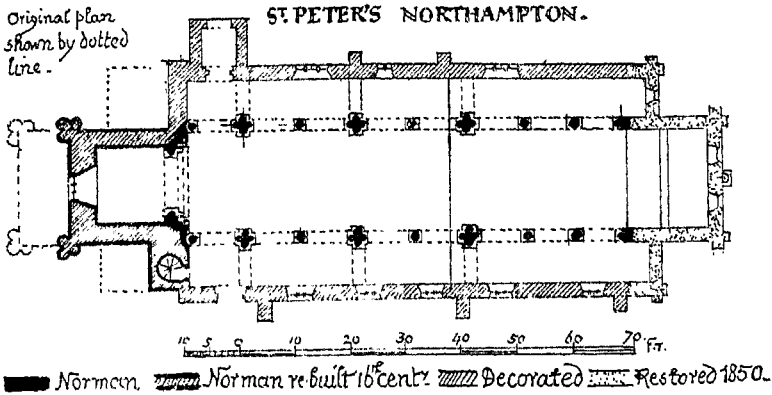 Original plan
shown by dotted
line.
ST. PETER'S NORTHAMPTON.
10 5 0 10 20 30 40 50 60 70 FT.
Norman. Norman re-built 16th centy. Decorated Restored 1850.